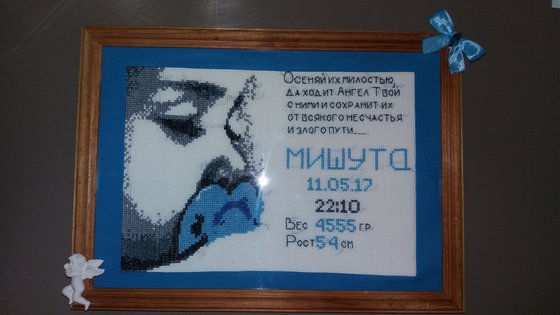 Осеняй их милостью,
да ходит Ангел Твой
с ними и сохранит их
от всякого несчастья
и злого пути.....
МИШУТА
11.05.17
22:10
Вес 4555 гр
Рост 54 см